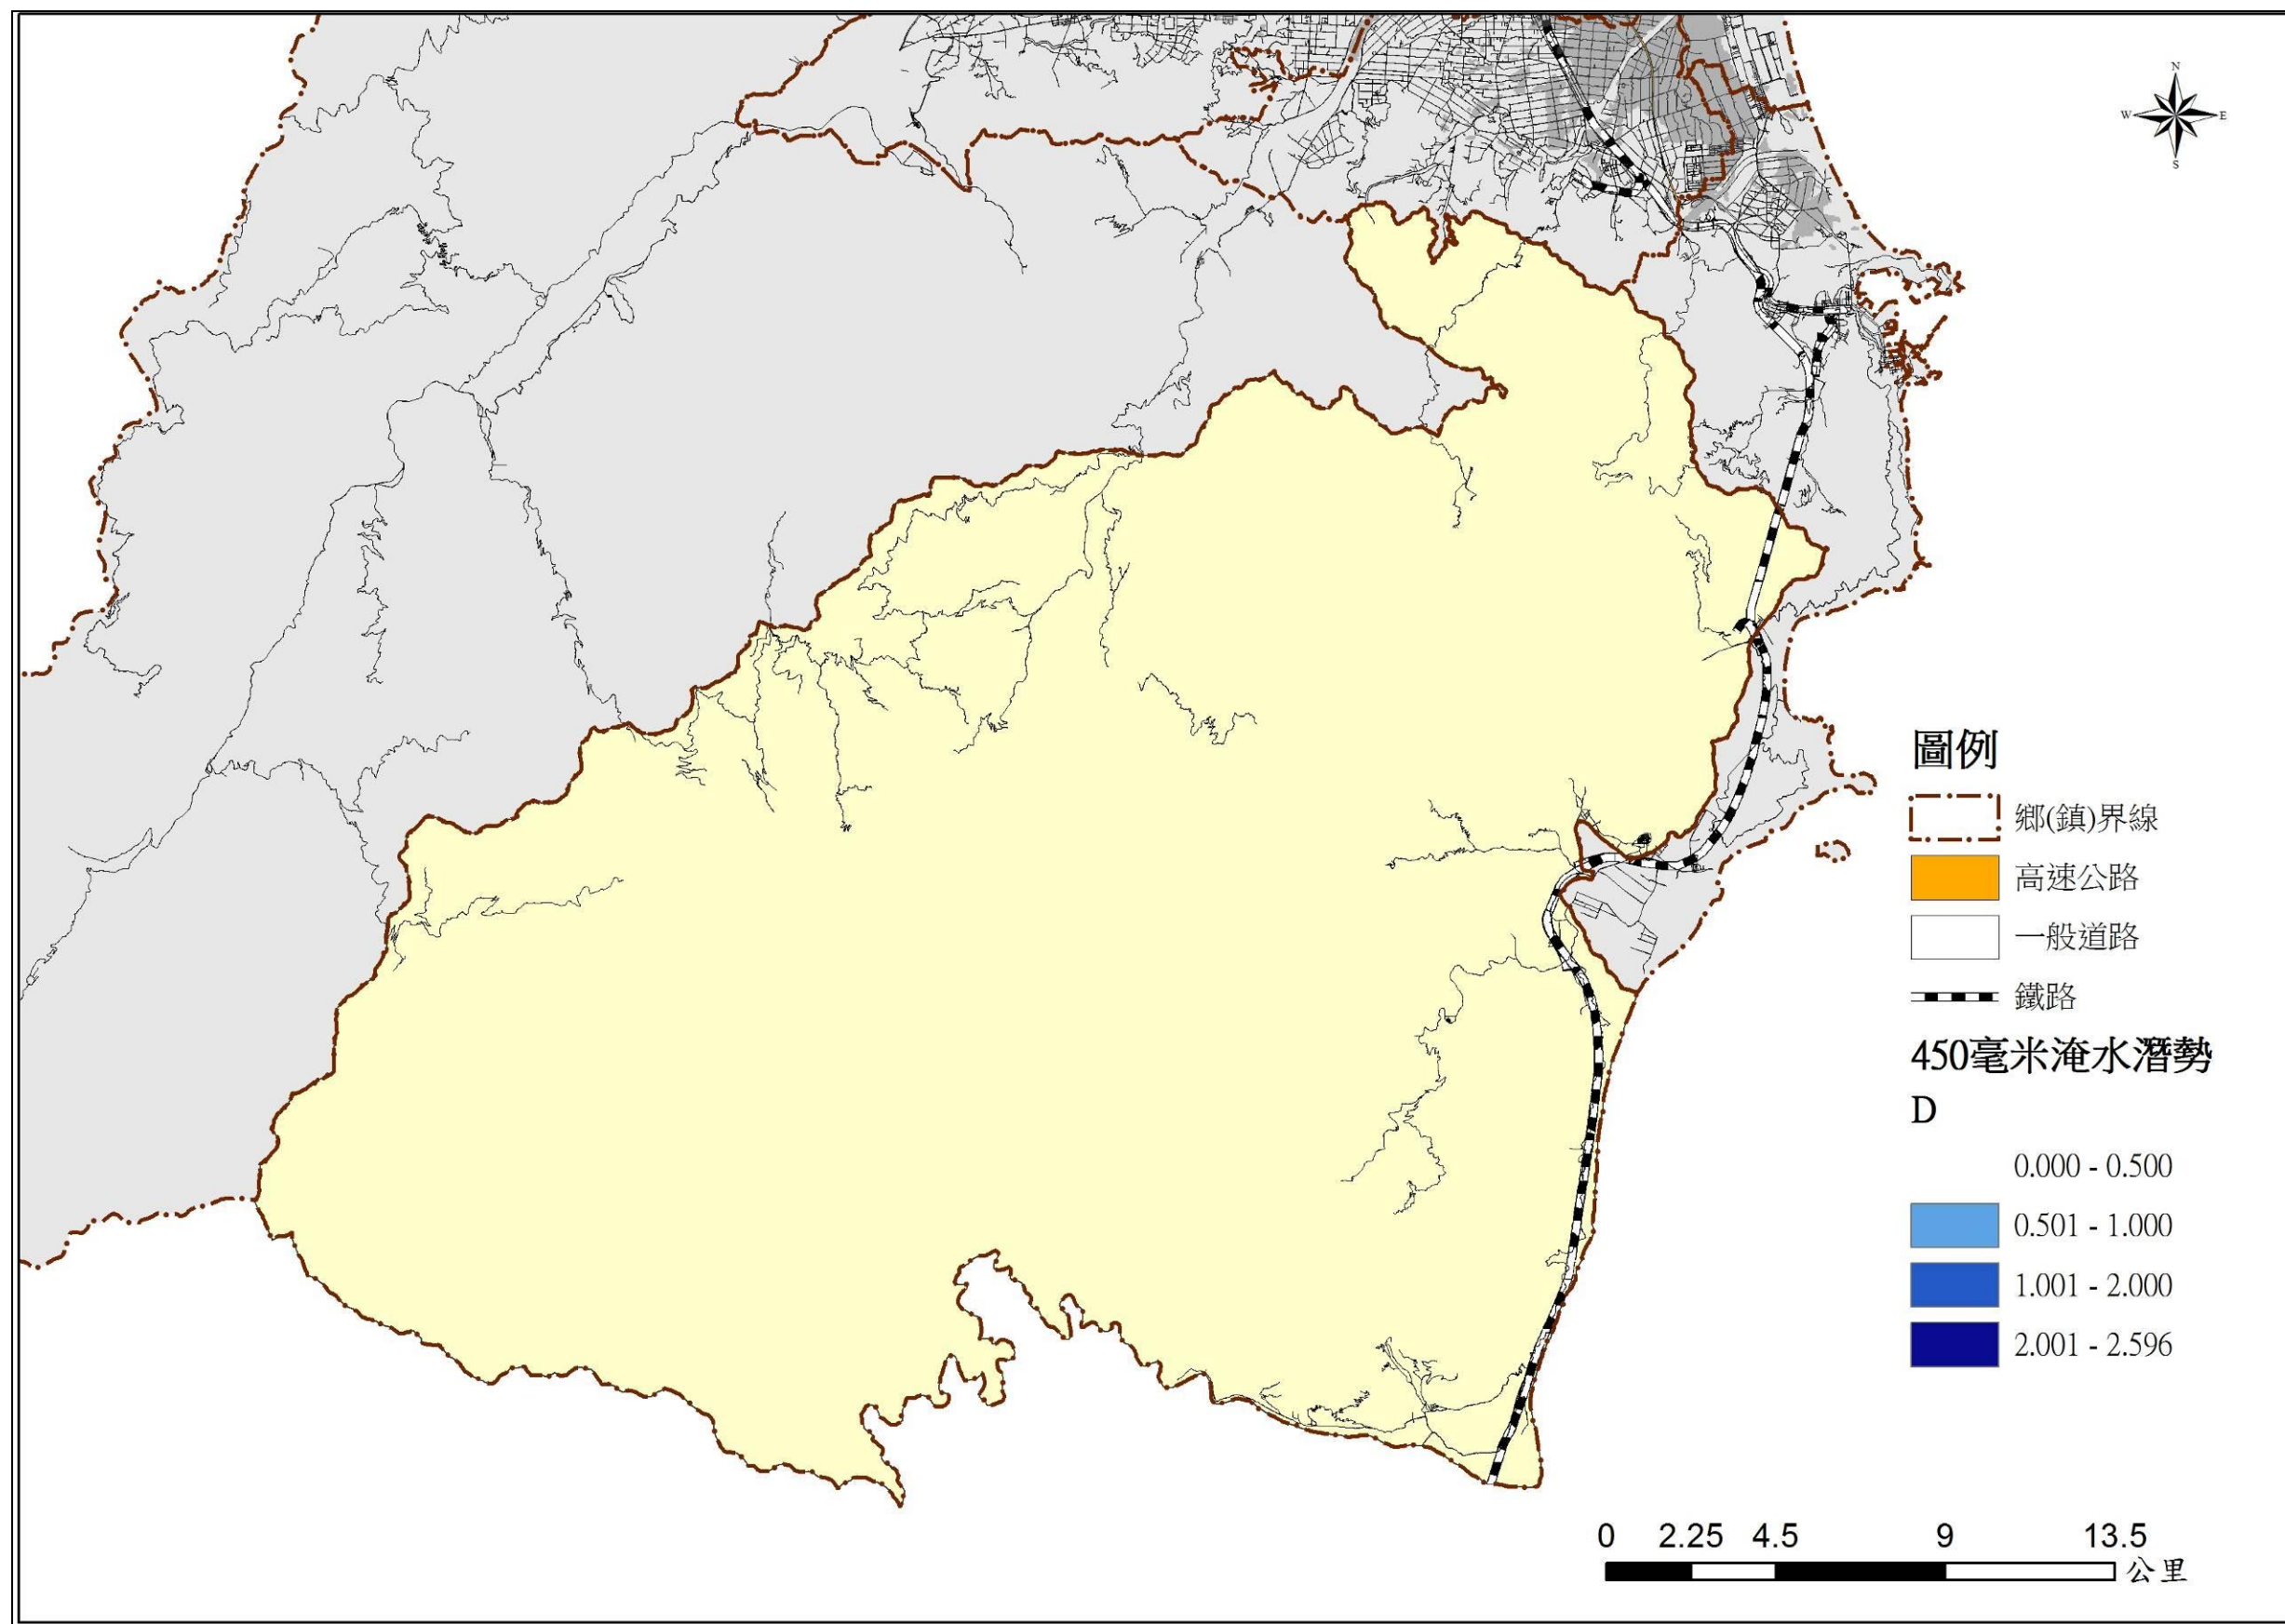 N
W E
S
圖例
鄉(鎮)界線
高速公路
一般道路
鐵路
450毫米淹水潛勢
D
0.000 - 0.500
0.501 - 1.000
1.001 - 2.000
2.001 - 2.596
0 2.25 4.5 9 13.5
公里